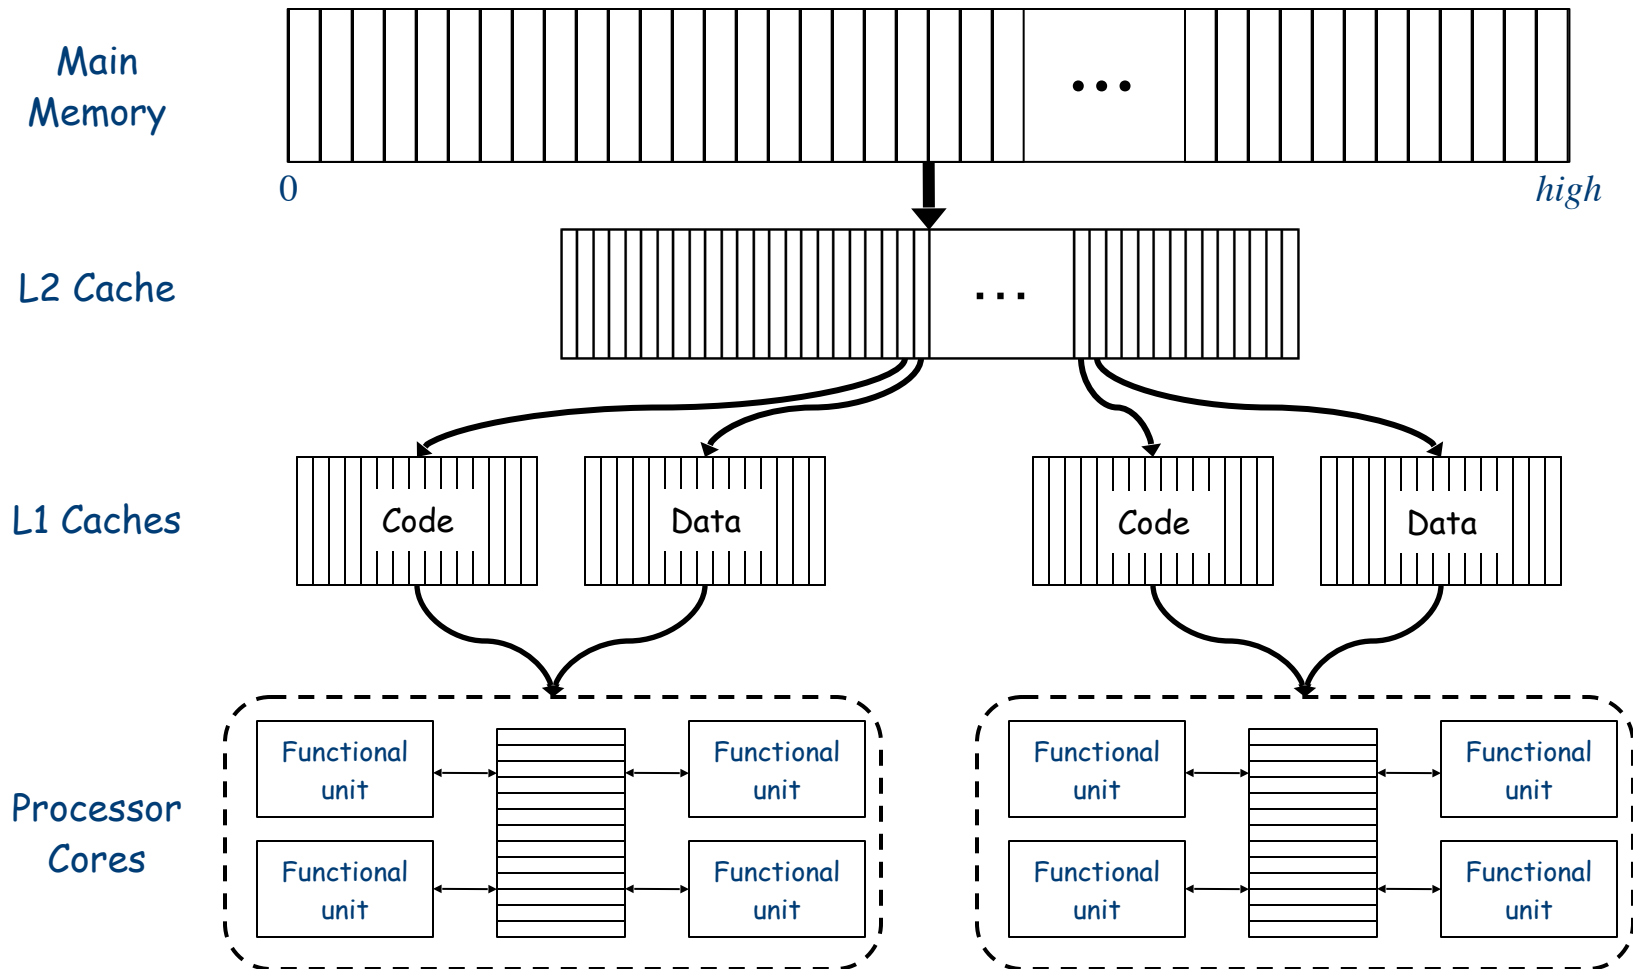 Main
Memory
...
0
high
L2 Cache
...
L1 Caches
Code
Data
Code
Data
Processor
Cores
Functional
unit
Functional
unit
Functional
unit
Functional
unit
Functional
unit
Functional
unit
Functional
unit
Functional
unit